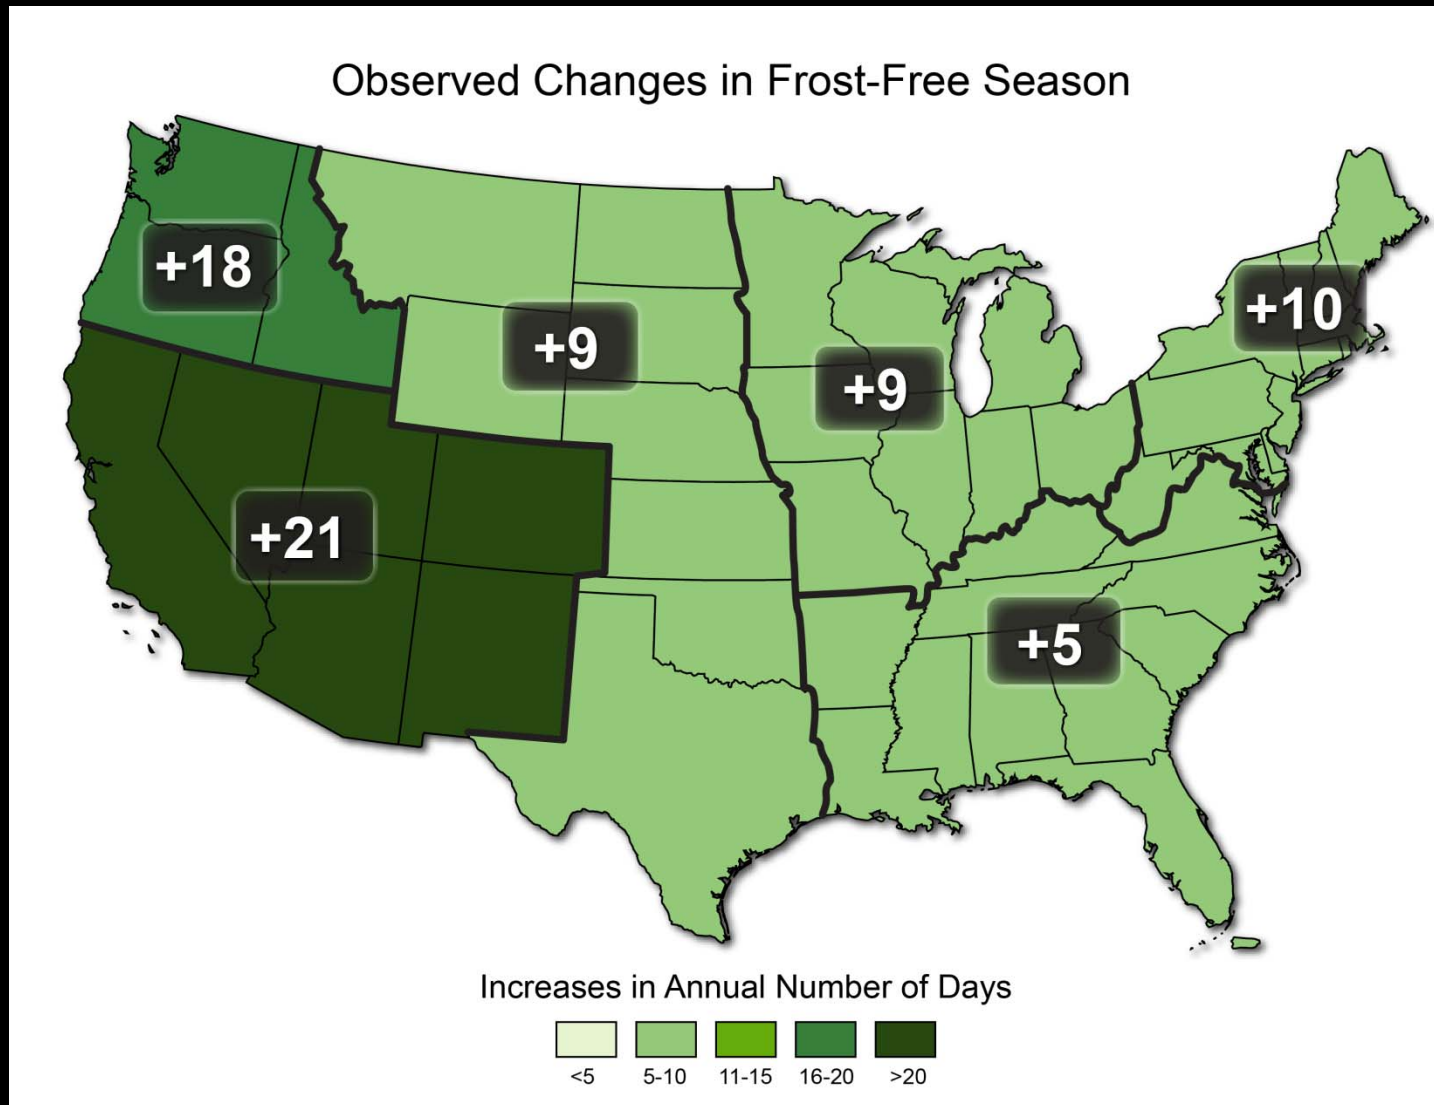 Observed Changes in Frost-Free Season
+18
+9
+9
+10
+21
+5
Increases in Annual Number of Days
<5 5-10 11-15 16-20 >20